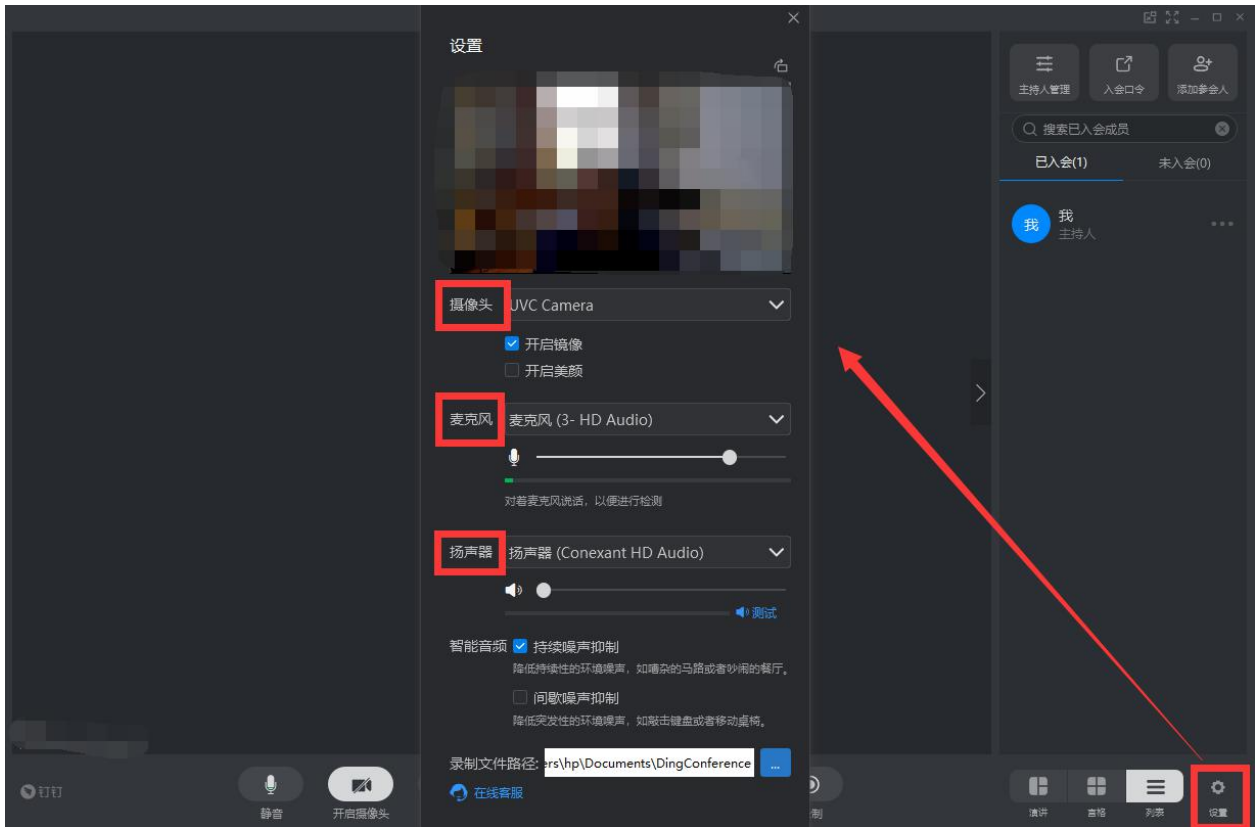 设置
主持人管理
入会口令
添加参会人
搜索已入会成员
已入会(1)
未入会(0)
我
我
主持人
摄像头
UVC Camera
开启镜像
开启美颜
麦克风
麦克风 (3- HD Audio)
对着麦克风说话，以便进行检测
扬声器
扬声器 (Conexant HD Audio)
测试
智能音频
持续噪声抑制
降低持续性的环境噪声，如嘈杂的马路或者吵闹的餐厅。
间歇噪声抑制
降低突发性的环境噪声，如敲击键盘或者移动桌椅。
录制文件路径:
ers\hp\Documents\DingConference
...
在线客服
钉钉
静音
开启摄像头
制
演讲
宫格
列表
设置